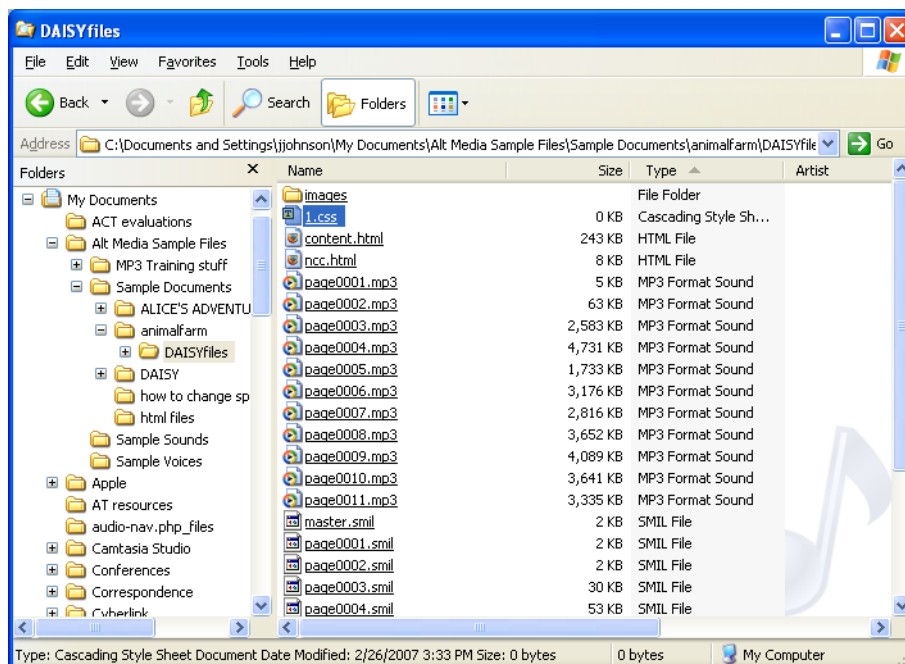 DAISYfiles
File Edit View Favorites Tools Help
Back Search Folders
Address C:\Documents and Settings\jjohnson\My Documents\Alt Media Sample Files\Sample Documents\animalfarm\DAISYfile Go
Folders × Name Size Type Artist
My Documents
ACT evaluations
Alt Media Sample Files
MP3 Training stuff
Sample Documents
ALICE'S ADVENTU
animalfarm
DAISYfiles
DAISY
how to change sp
html files
Sample Sounds
Sample Voices
Apple
AT resources
audio-nav.php_files
Camtasia Studio
Conferences
Correspondence
Cyberlink
images File Folder
1.css 0 KB Cascading Style Sh...
content.html 243 KB HTML File
ncc.html 8 KB HTML File
page0001.mp3 5 KB MP3 Format Sound
page0002.mp3 63 KB MP3 Format Sound
page0003.mp3 2,583 KB MP3 Format Sound
page0004.mp3 4,731 KB MP3 Format Sound
page0005.mp3 1,733 KB MP3 Format Sound
page0006.mp3 3,176 KB MP3 Format Sound
page0007.mp3 2,816 KB MP3 Format Sound
page0008.mp3 3,652 KB MP3 Format Sound
page0009.mp3 4,089 KB MP3 Format Sound
page0010.mp3 3,641 KB MP3 Format Sound
page0011.mp3 3,335 KB MP3 Format Sound
master.smil 2 KB SMIL File
page0001.smil 2 KB SMIL File
page0002.smil 2 KB SMIL File
page0003.smil 30 KB SMIL File
page0004.smil 53 KB SMIL File
Type: Cascading Style Sheet Document Date Modified: 2/26/2007 3:33 PM Size: 0 bytes 0 bytes My Computer